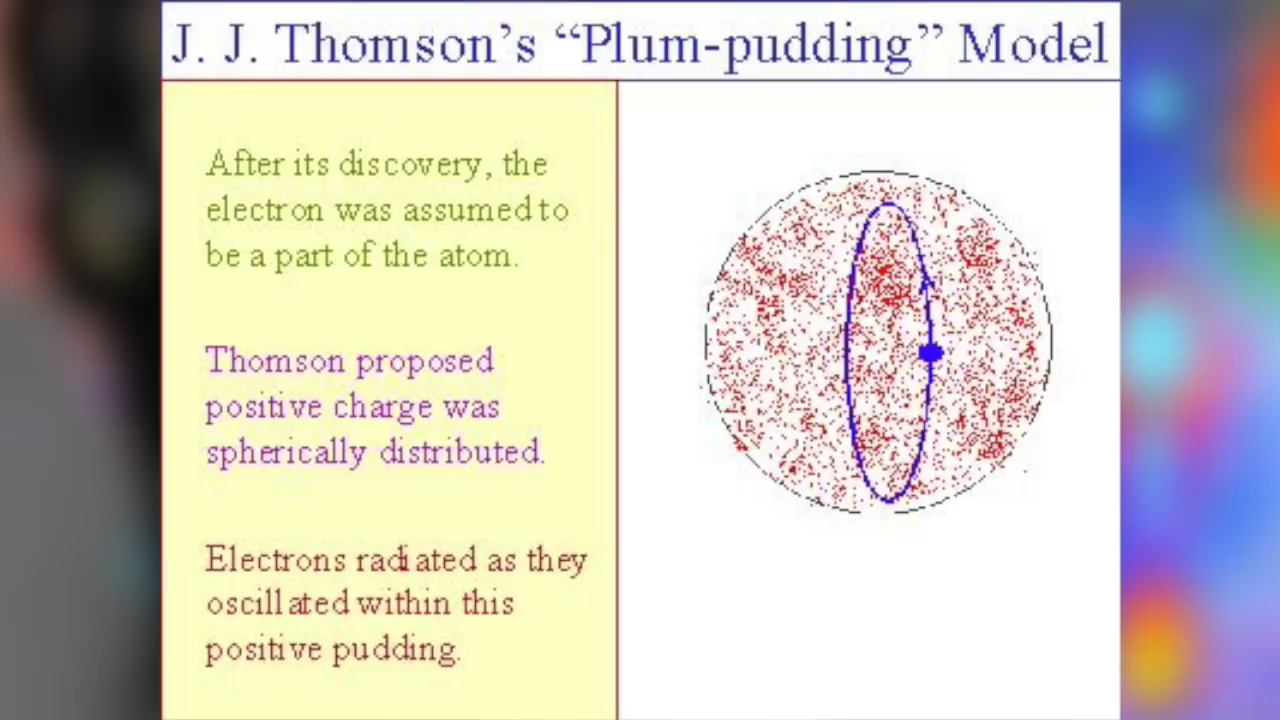 J. J. Thomson’s “Plum-pudding” Model
After its discovery, the
electron was assumed to
be a part of the atom.
Thomson proposed
positive charge was
spherically distributed.
Electrons radiated as they
oscillated within this
positive pudding.